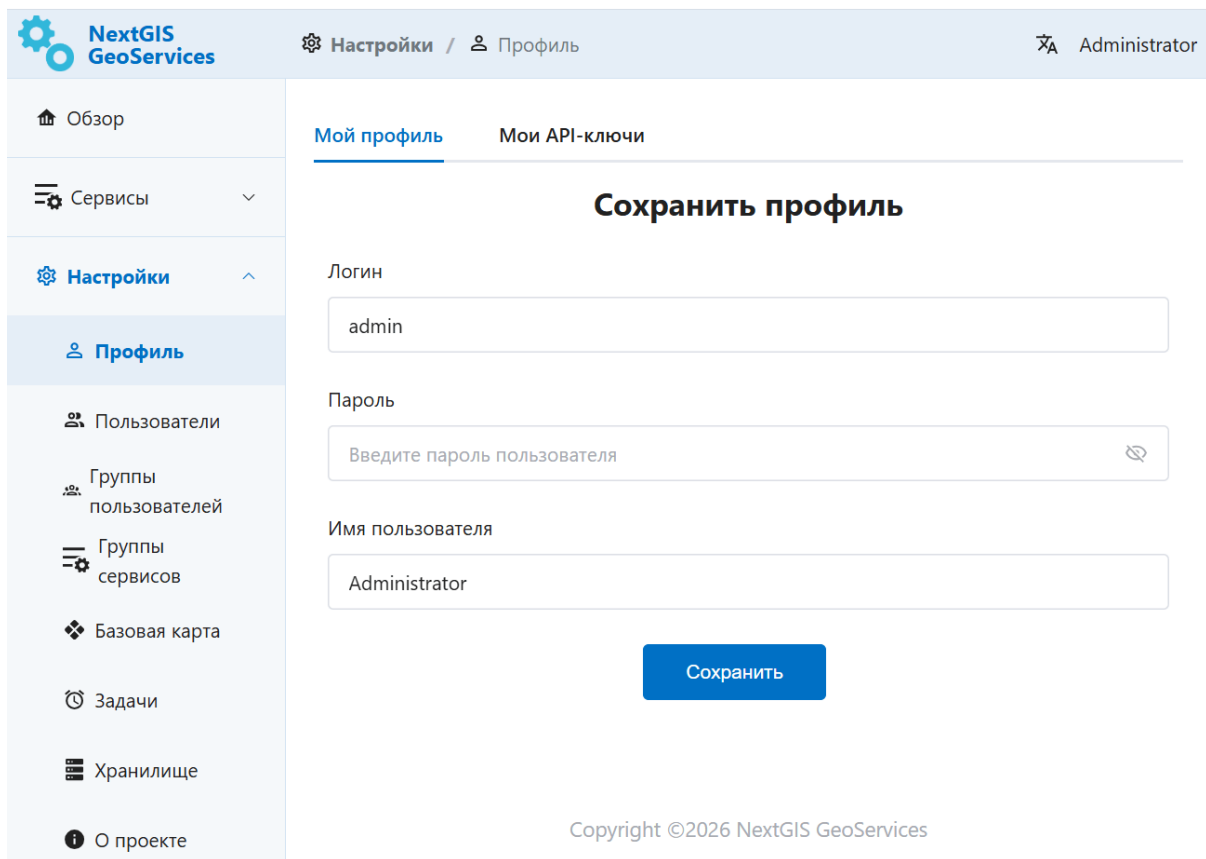 NextGIS
GeoServices
Настройки / Профиль
Administrator
Обзор
Сервисы
Настройки
Профиль
Пользователи
Группы
пользователей
Группы
сервисов
Базовая карта
Задачи
Хранилище
О проекте
Мой профиль Мои API-ключи
Сохранить профиль
Логин
admin
Пароль
Введите пароль пользователя
Имя пользователя
Administrator
Сохранить
Copyright ©2026 NextGIS GeoServices